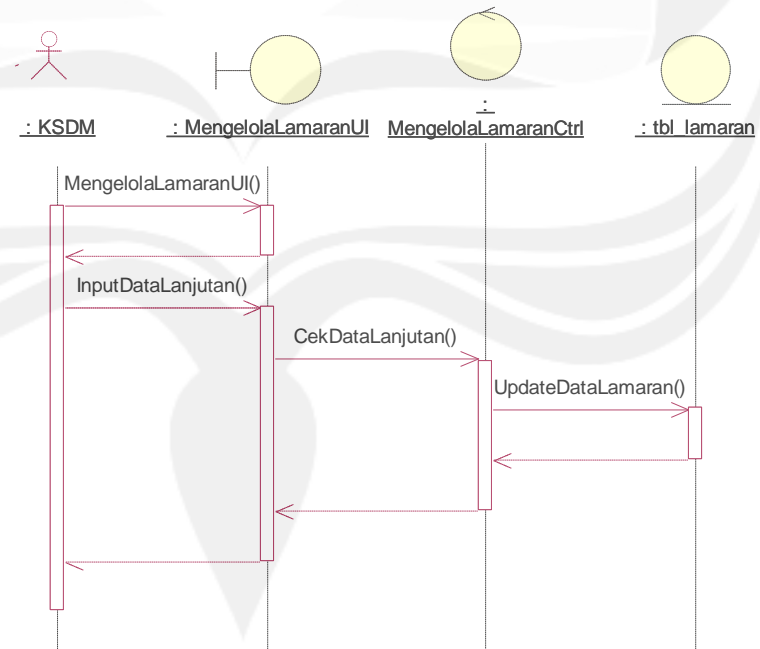 : KSDM
: MengelolaLamaranUI
:
MengelolaLamaranCtrl
: tbl_lamaran
MengelolaLamaranUI()
InputDataLanjutan()
CekDataLanjutan()
UpdateDataLamaran()